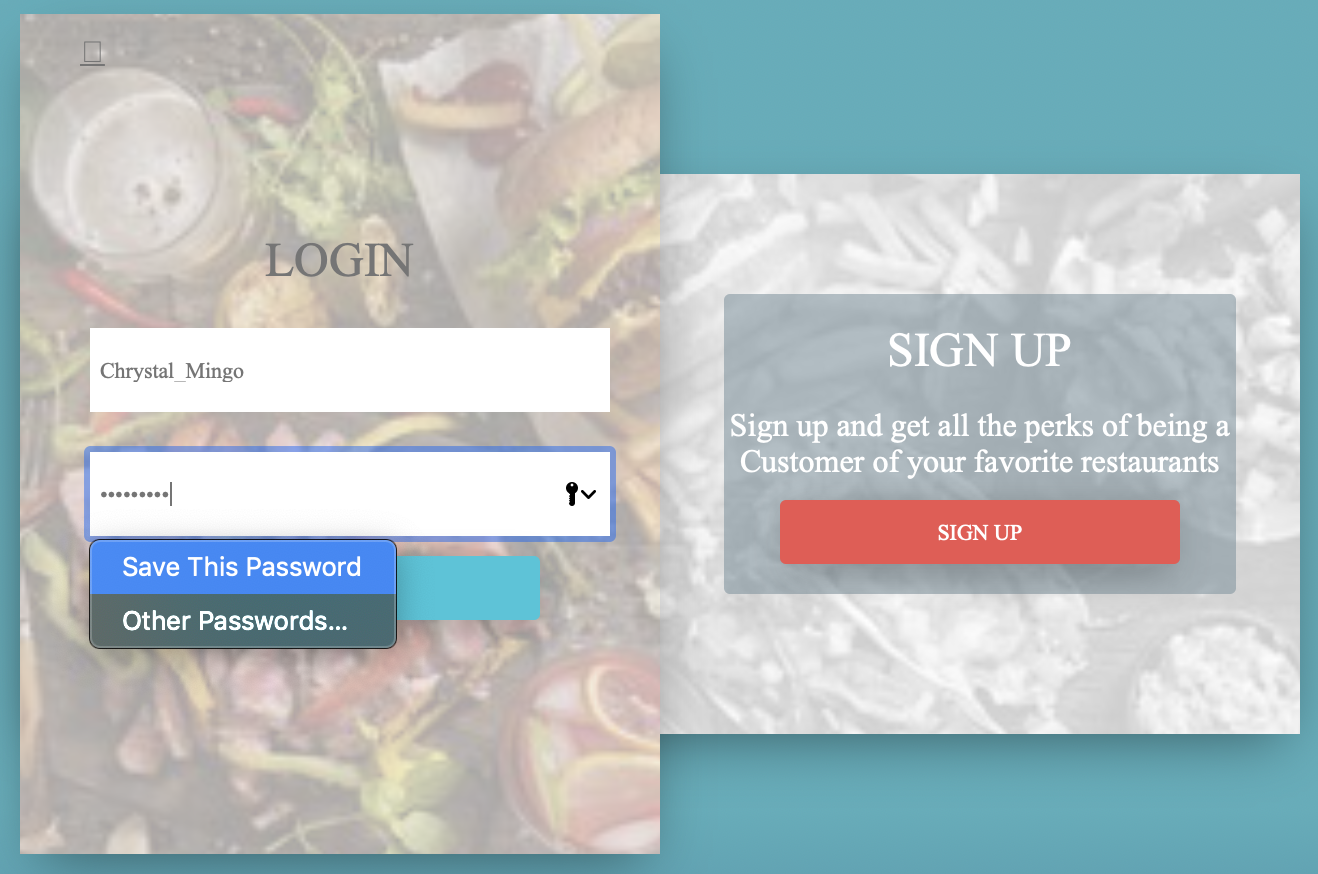 LOGIN
Chrystal_Mingo
•••••••••
Save This Password
Other Passwords...
SIGN UP
Sign up and get all the perks of being a
Customer of your favorite restaurants
SIGN UP